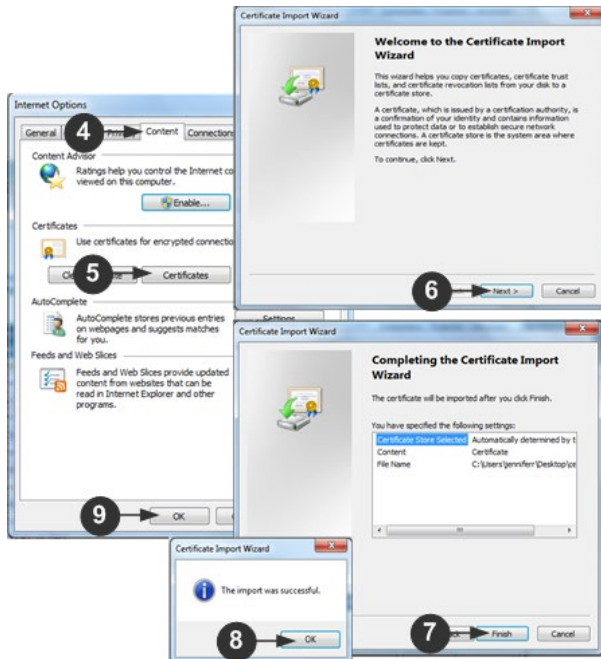 Certificate Import Wizard
Welcome to the Certificate Import
Wizard
This wizard helps you copy certificates, certificate trust
lists, and certificate revocation lists from your disk to a
certificate store.
A certificate, which is issued by a certification authority, is
a confirmation of your identity and contains information
used to protect data or to establish secure network
connections. A certificate store is the system area where
certificates are kept.
To continue, click Next.
6
Next >
Cancel
Internet Options
General
4
Content
Connections
Content Advisor
Ratings help you control the Internet co
viewed on this computer.
Enable...
Certificates
Use certificates for encrypted connectio
5
Certificates
AutoComplete
AutoComplete stores previous entries
on webpages and suggests matches
for you.
Settings
Feeds and Web Slices
Feeds and Web Slices provide updated
content from websites that can be
read in Internet Explorer and other
programs.
9
OK
Certificate Import Wizard
Completing the Certificate Import
Wizard
The certificate will be imported after you click Finish.
You have specified the following settings:
Certificate Store Selected Automatically determined by t
Content Certificate
File Name C:\Users\jenniferr\Desktop\ce
7
Finish
Cancel
Certificate Import Wizard
The import was successful.
8
OK